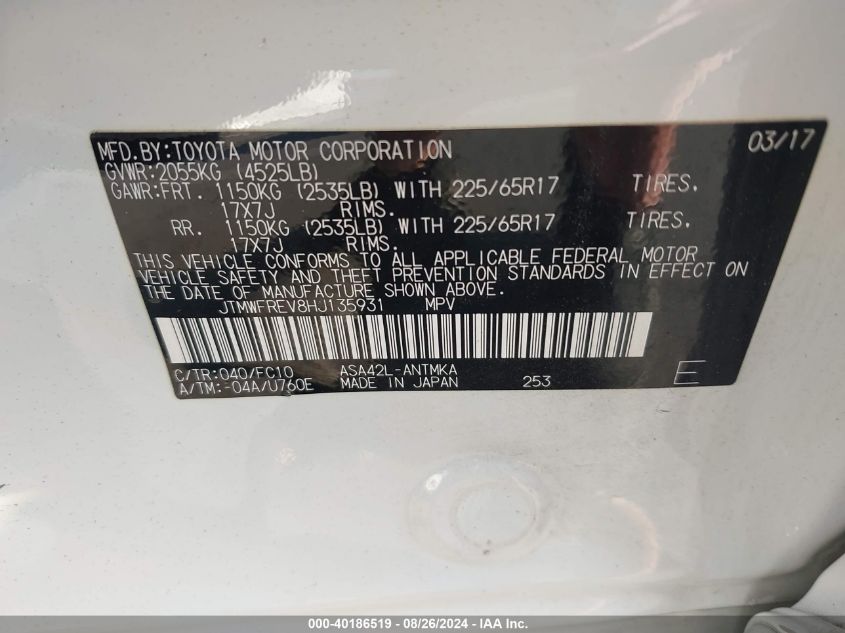 MFD.BY:TOYOTA MOTOR CORPORATION 03/17
GVWR:2055KG (4525LB)
GAWR:FRT. 1150KG (2535LB) WITH 225/65R17 TIRES.
17X7J RIMS.
RR. 1150KG (2535LB) WITH 225/65R17 TIRES.
17X7J RIMS.
THIS VEHICLE CONFORMS TO ALL APPLICABLE FEDERAL MOTOR
VEHICLE SAFETY AND THEFT PREVENTION STANDARDS IN EFFECT ON
THE DATE OF MANUFACTURE SHOWN ABOVE.
JTMWFREV8HJ135931 MPV
C/TR:040/FC10 ASA42L-ANTMKA
A/TM:-04A/U760E MADE IN JAPAN 253 E
000-40186519 - 08/26/2024 - IAA Inc.